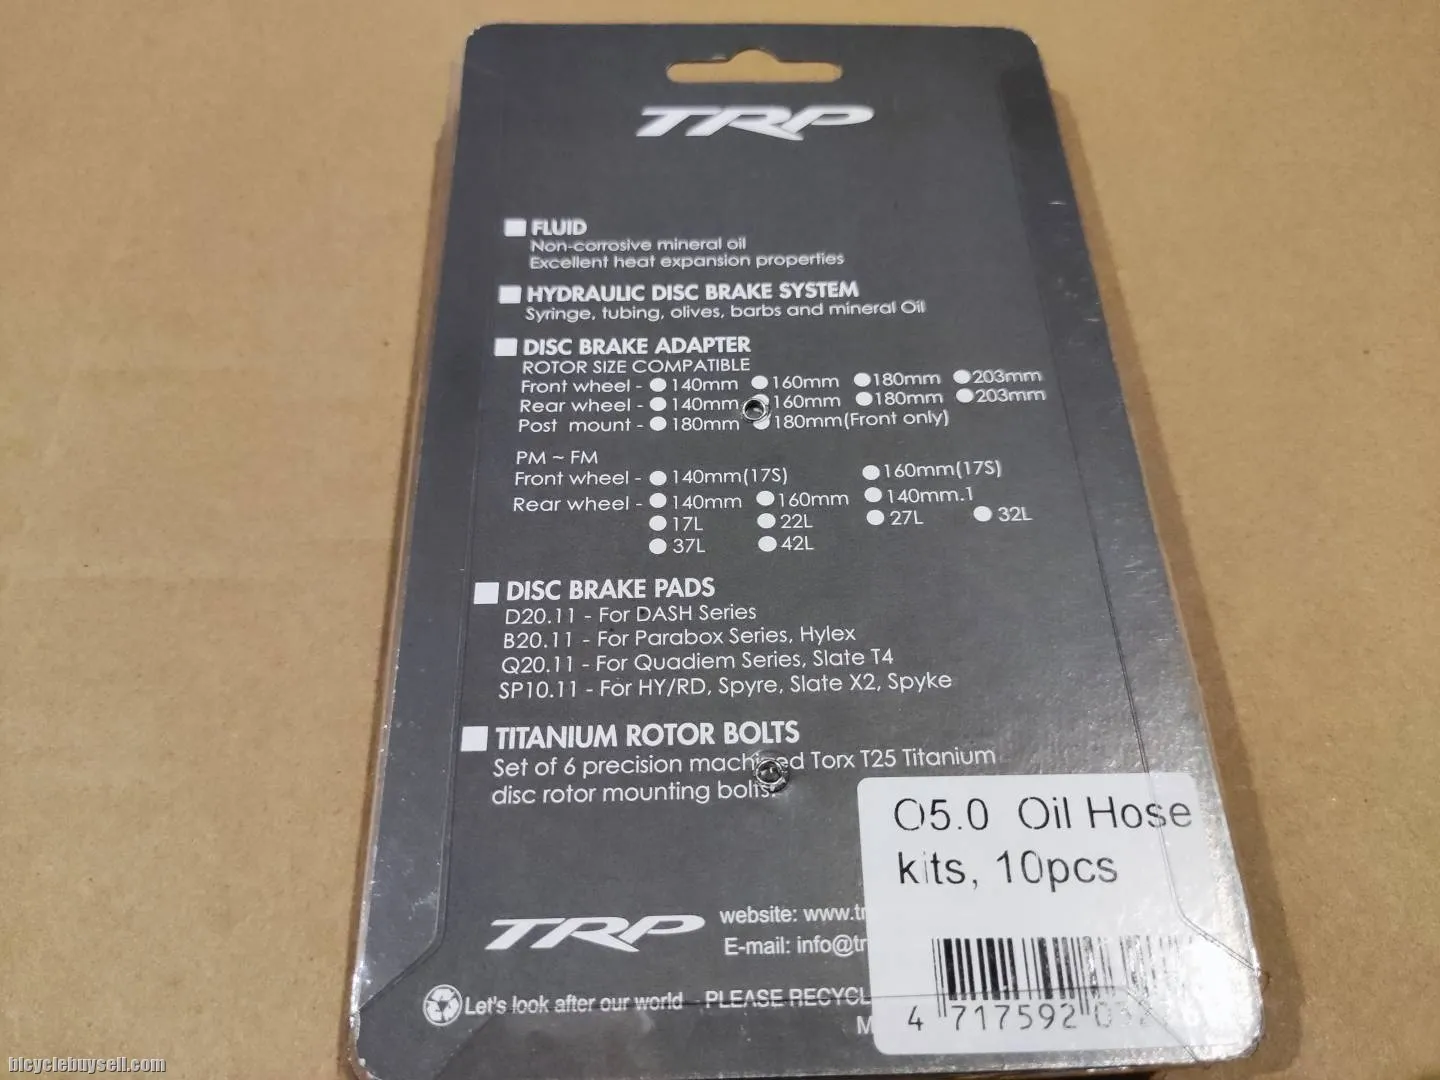 TRP
FLUID
Non-corrosive mineral oil
Excellent heat expansion properties
HYDRAULIC DISC BRAKE SYSTEM
Syringe, tubing, olives, barbs and mineral Oil
DISC BRAKE ADAPTER
ROTOR SIZE COMPATIBLE
Front wheel - 140mm 160mm 180mm 203mm
Rear wheel - 140mm 160mm 180mm 203mm
Post mount - 180mm 180mm(Front only)
PM ~ FM
Front wheel - 140mm(17S) 160mm(17S)
Rear wheel - 140mm 160mm 140mm.1
17L 22L 27L 32L
37L 42L
DISC BRAKE PADS
D20.11 - For DASH Series
B20.11 - For Parabox Series, Hylex
Q20.11 - For Quadiem Series, Slate T4
SP10.11 - For HY/RD, Spyre, Slate X2, Spyke
TITANIUM ROTOR BOLTS
Set of 6 precision machined Torx T25 Titanium
disc rotor mounting bolts.
O5.0 Oil Hose
kits, 10pcs
TRP
website: www.tr
E-mail: info@tr
Let's look after our world PLEASE RECYCL
4 717592
bicyclebuysell.com